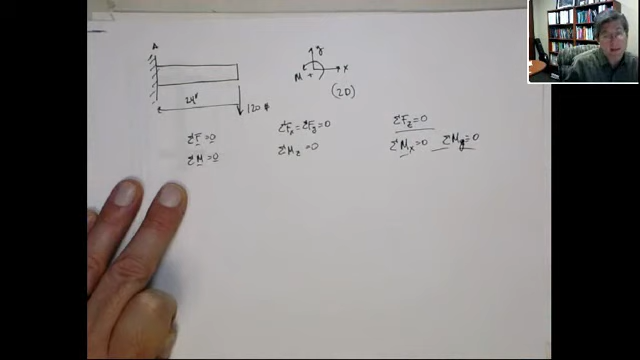 A
y
x
M +
(2D)
24"
120 #
ΣF = 0
ΣM = 0
ΣFx = ΣFy = 0
ΣMz = 0
ΣFz = 0
ΣMx = 0 ΣMy = 0